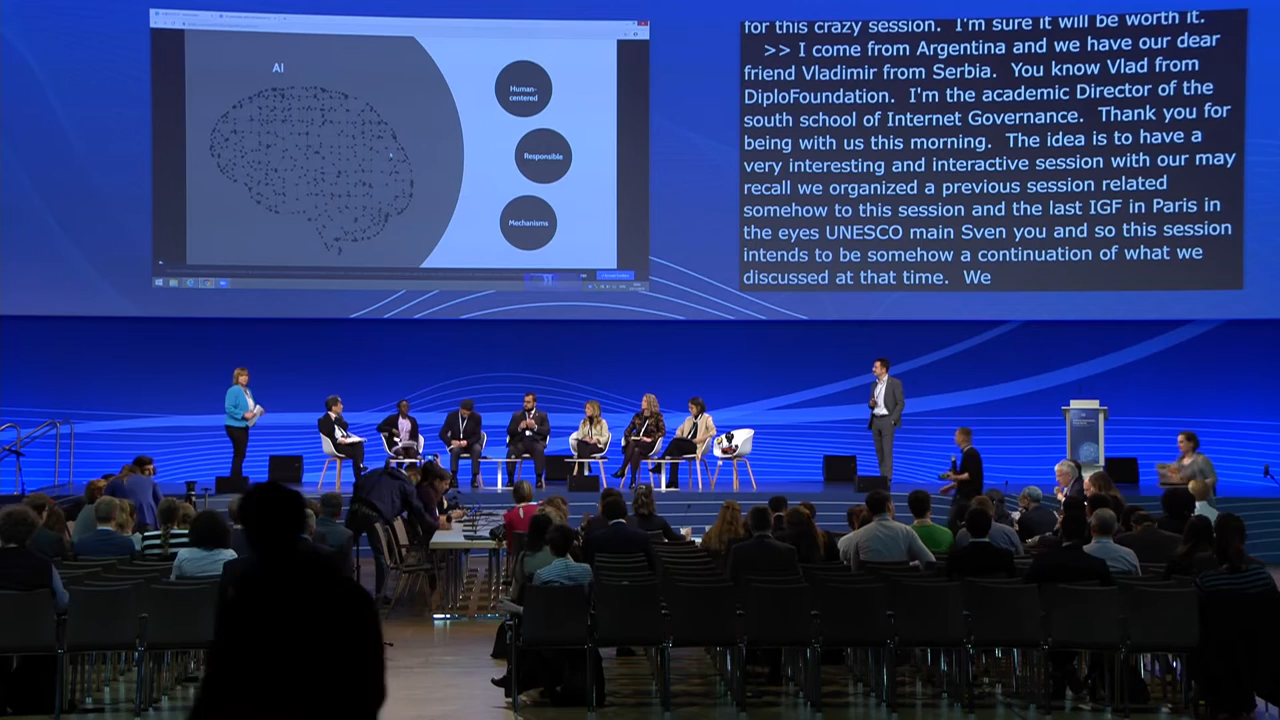 AI
Human-
centered
Responsible
Mechanisms
for this crazy session. I'm sure it will be worth it.
>> I come from Argentina and we have our dear
friend Vladimir from Serbia. You know Vlad from
DiploFoundation. I'm the academic Director of the
south school of Internet Governance. Thank you for
being with us this morning. The idea is to have a
very interesting and interactive session with our may
recall we organized a previous session related
somehow to this session and the last IGF in Paris in
the eyes UNESCO main Sven you and so this session
intends to be somehow a continuation of what we
discussed at that time. We